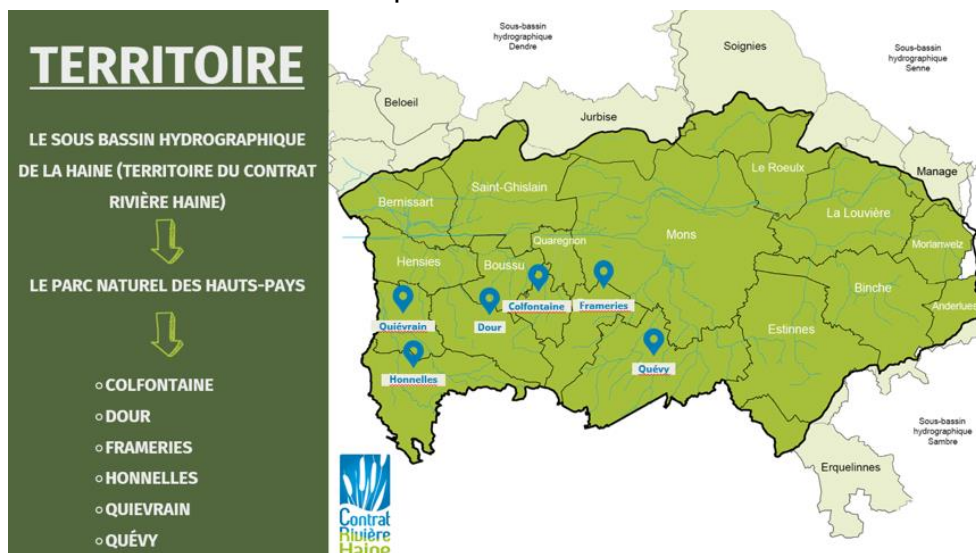 TERRITOIRE
LE SOUS BASSIN HYDROGRAPHIQUE
DE LA HAINE (TERRITOIRE DU CONTRAT
RIVIÈRE HAINE)
LE PARC NATUREL DES HAUTS-PAYS
COLFONTAINE
DOUR
FRAMERIES
HONNELLES
QUIEVRAIN
QUÉVY
Sous-bassin
hydrographique
Dendre
Soignies
Sous-bassin
hydrographique
Senne
Beloeil
Jurbise
Manage
Le Roeulx
Saint-Ghislain
Bernissart
La Louvière
Mons
Quaregnon
Morlanwelz
Hensies
Boussu
Binche
Colfontaine
Frameries
Anderlues
Quiévrain
Dour
Estinnes
Honnelles
Quévy
Sous-bassin
hydrographique
Sambre
Erquelinnes
Contrat
Rivière
Haine